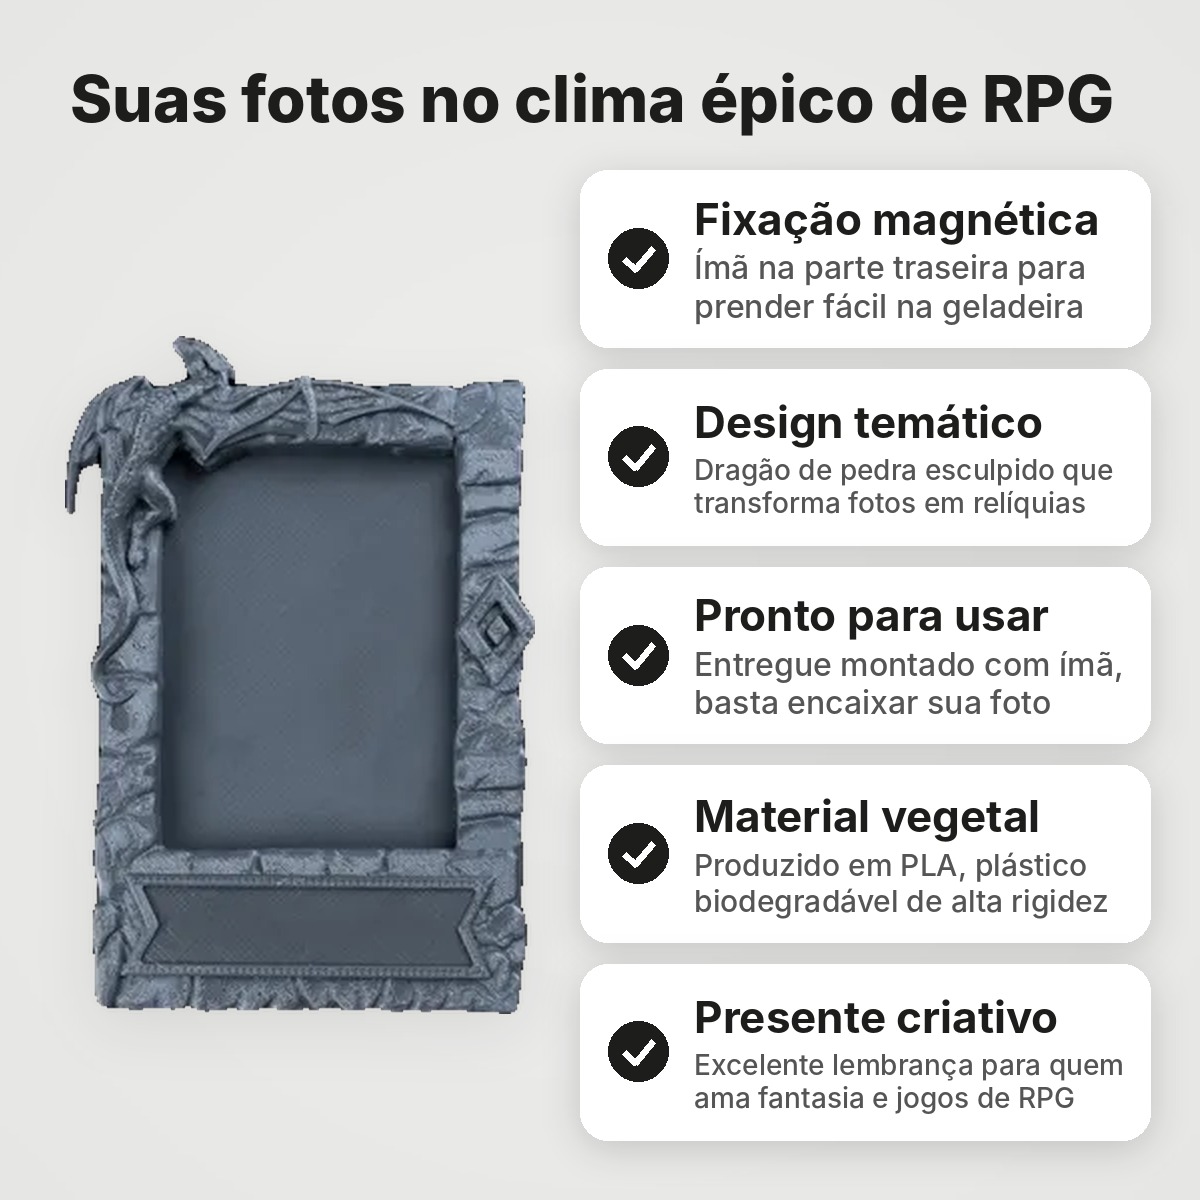 Suas fotos no clima épico de RPG
Fixação magnética
Ímã na parte traseira para
prender fácil na geladeira
Design temático
Dragão de pedra esculpido que
transforma fotos em relíquias
Pronto para usar
Entregue montado com ímã,
basta encaixar sua foto
Material vegetal
Produzido em PLA, plástico
biodegradável de alta rigidez
Presente criativo
Excelente lembrança para quem
ama fantasia e jogos de RPG